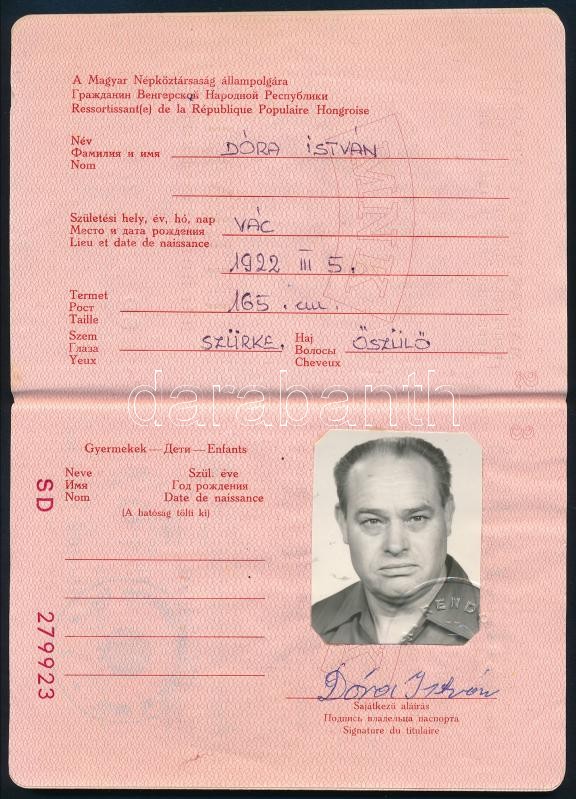 A Magyar Népköztársaság állampolgára
Гражданин Венгерской Народной Республики
Ressortissant(e) de la République Populaire Hongroise
Név
Фамилия и имя DÓRA ISTVÁN
Nom
MNK
Születési hely, év, hó, nap
Место и дата рождения VÁC
Lieu et date de naissance
1922 III 5.
Termet
Рост 165. cm.
Taille
Szem Haj
Глаза SZÜRKE. Волосы ŐSZÜLŐ
Yeux Cheveux
darabanth
Gyermekek — Дети — Enfants
Neve Szül. éve
Имя Год рождения
Nom Date de naissance
(A hatóság tölti ki)
SD 279923
Dóra István
Sajátkezű aláírás
Подпись владельца паспорта
Signature du titulaire